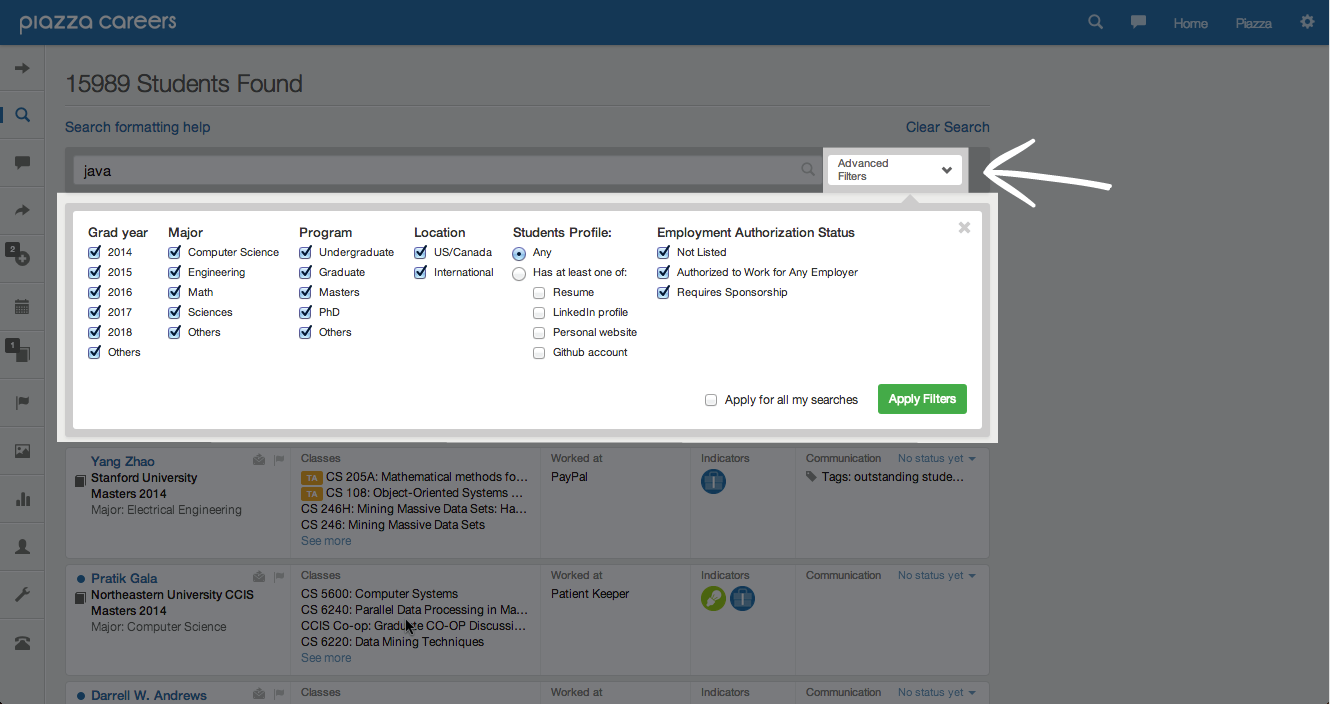 piazza careers
Home
Piazza
15989 Students Found
Search formatting help
Clear Search
java
Advanced
Filters
Grad year
2014
2015
2016
2017
2018
Others
Major
Computer Science
Engineering
Math
Sciences
Others
Program
Undergraduate
Graduate
Masters
PhD
Others
Location
US/Canada
International
Students Profile:
Any
Has at least one of:
Resume
LinkedIn profile
Personal website
Github account
Employment Authorization Status
Not Listed
Authorized to Work for Any Employer
Requires Sponsorship
Apply for all my searches
Apply Filters
2
1
Yang Zhao
Stanford University
Masters 2014
Major: Electrical Engineering
Classes
TA CS 205A: Mathematical methods fo...
TA CS 108: Object-Oriented Systems ...
CS 246H: Mining Massive Data Sets: Ha...
CS 246: Mining Massive Data Sets
See more
Worked at
PayPal
Indicators
Communication
No status yet
Tags: outstanding stude...
Pratik Gala
Northeastern University CCIS
Masters 2014
Major: Computer Science
Classes
CS 5600: Computer Systems
CS 6240: Parallel Data Processing in Ma...
CCIS Co-op: Graduate CO-OP Discussi...
CS 6220: Data Mining Techniques
See more
Worked at
Patient Keeper
Indicators
Communication
No status yet
Darrell W. Andrews
Classes
Worked at
Indicators
Communication
No status yet